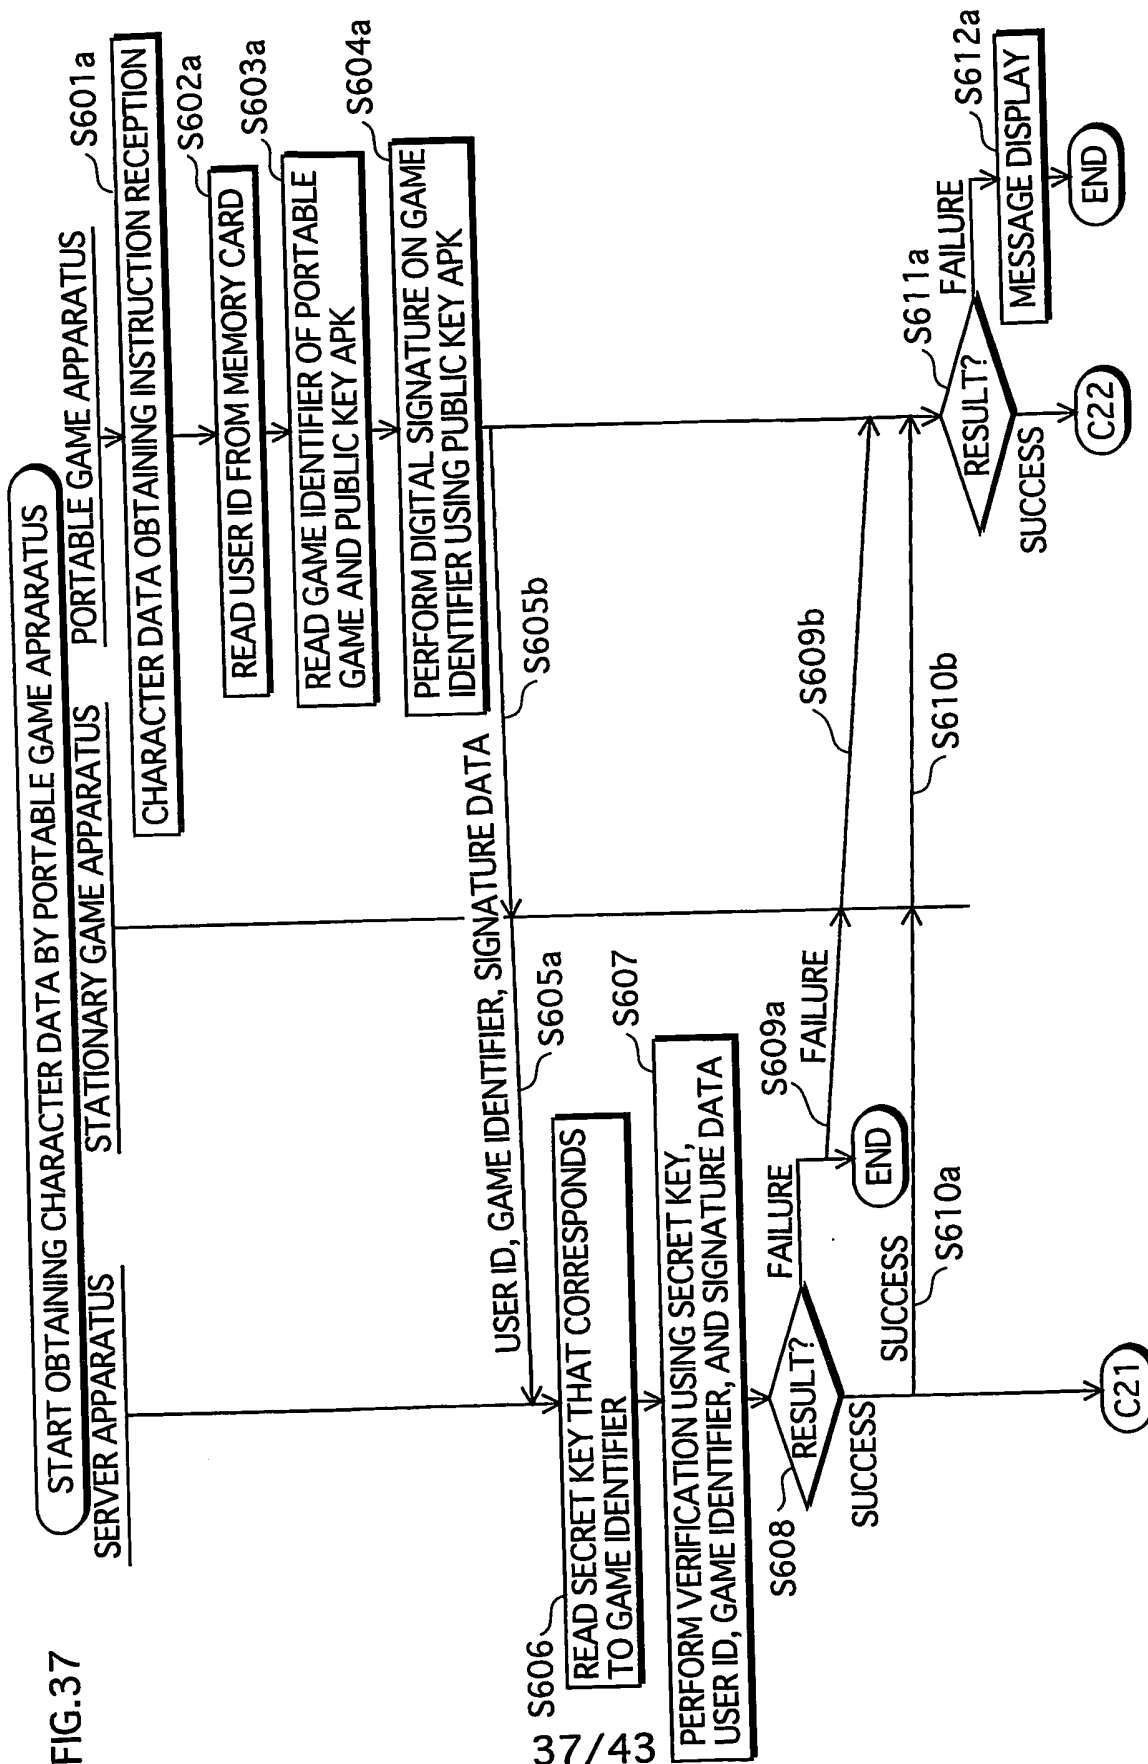 FIG.37
START OBTAINING CHARACTER DATA BY PORTABLE GAME APRARATUS
SERVER APPARATUS
STATIONARY GAME APPARATUS
PORTABLE GAME APPARATUS
S601a
CHARACTER DATA OBTAINING INSTRUCTION RECEPTION
S602a
READ USER ID FROM MEMORY CARD
S603a
READ GAME IDENTIFIER OF PORTABLE
GAME AND PUBLIC KEY APK
S604a
PERFORM DIGITAL SIGNATURE ON GAME
IDENTIFIER USING PUBLIC KEY APK
USER ID, GAME IDENTIFIER, SIGNATURE DATA
S605b
S605a
S606
READ SECRET KEY THAT CORRESPONDS
TO GAME IDENTIFIER
S607
PERFORM VERIFICATION USING SECRET KEY,
USER ID, GAME IDENTIFIER, AND SIGNATURE DATA
S608
RESULT?
FAILURE
S609a
FAILURE
S609b
END
SUCCESS
SUCCESS
S610a
S610b
C21
S611a
RESULT?
FAILURE
S612a
MESSAGE DISPLAY
END
SUCCESS
C22
37/43